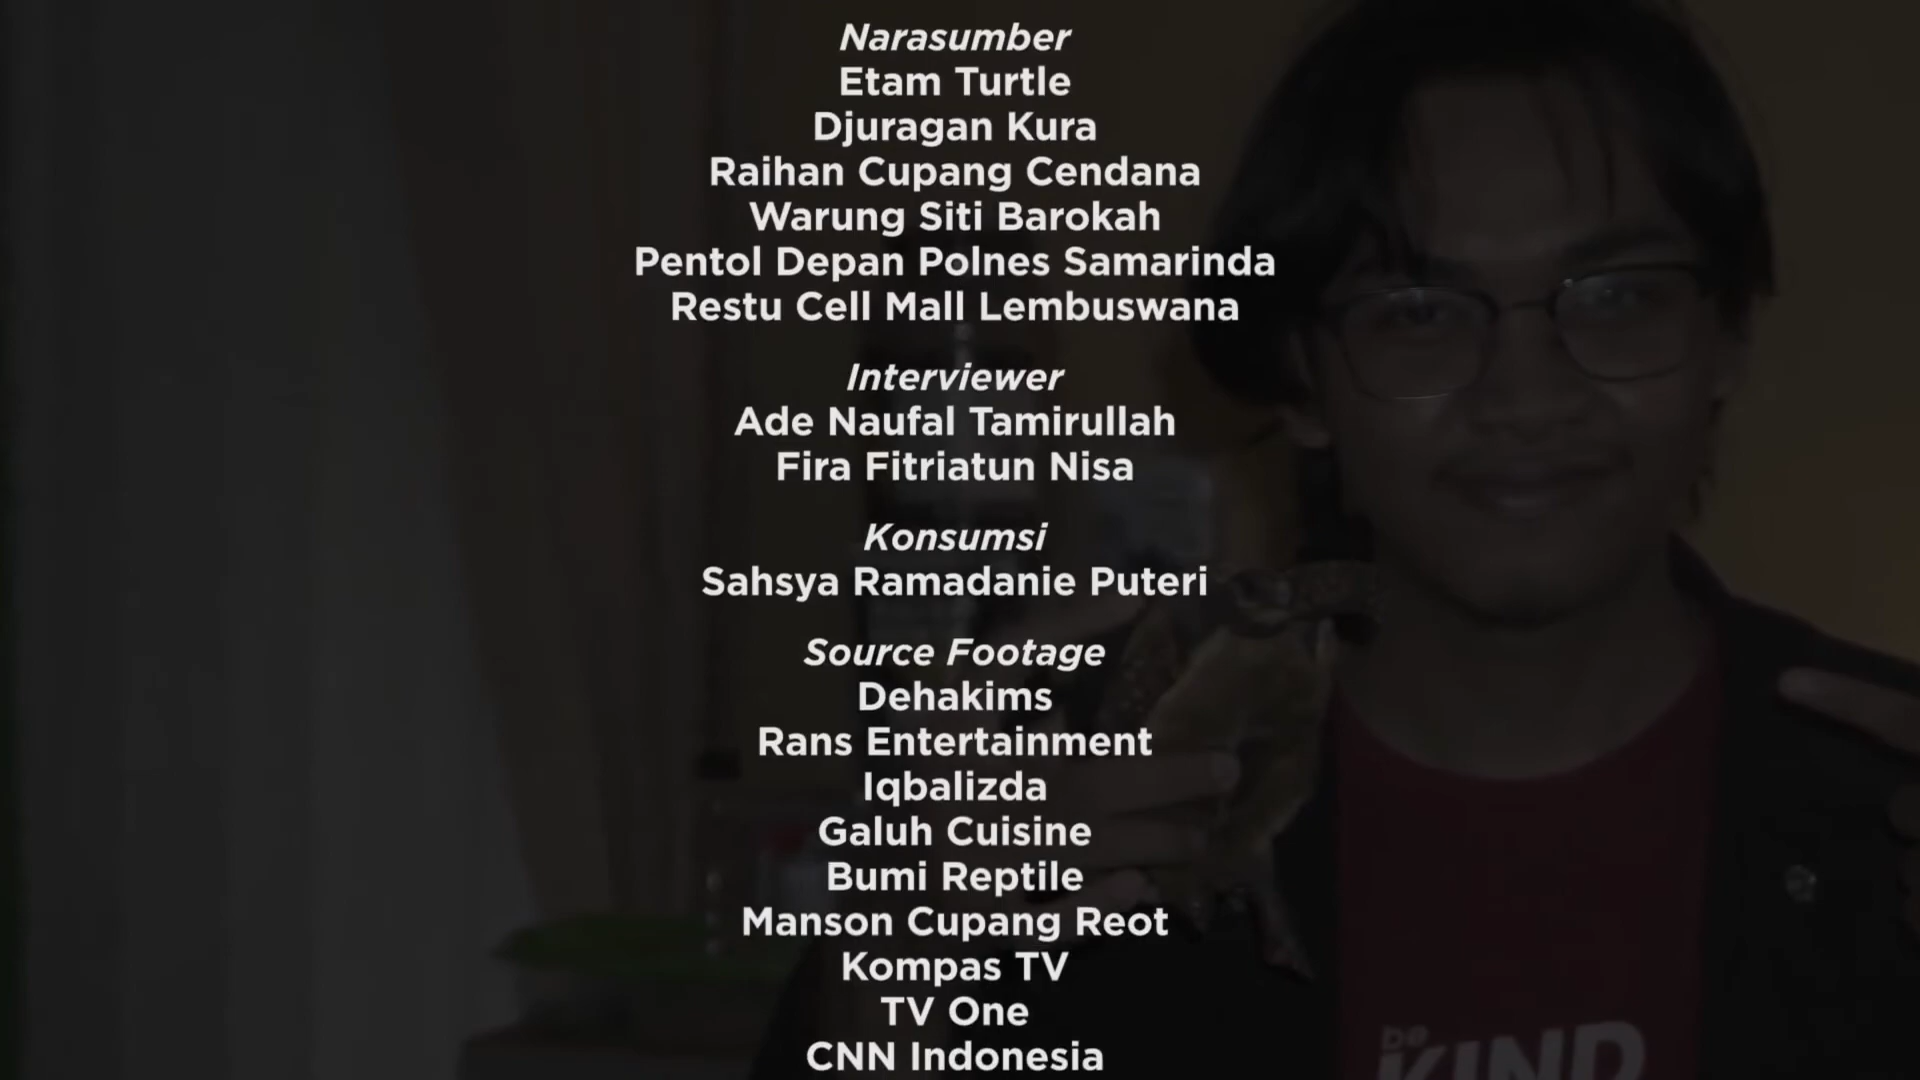 Narasumber
Etam Turtle
Djuragan Kura
Raihan Cupang Cendana
Warung Siti Barokah
Pentol Depan Polnes Samarinda
Restu Cell Mall Lembuswana
Interviewer
Ade Naufal Tamirullah
Fira Fitriatun Nisa
Konsumsi
Sahsya Ramadanie Puteri
Source Footage
Dehakims
Rans Entertainment
Iqbalizda
Galuh Cuisine
Bumi Reptile
Manson Cupang Reot
Kompas TV
TV One
CNN Indonesia
be
KIND